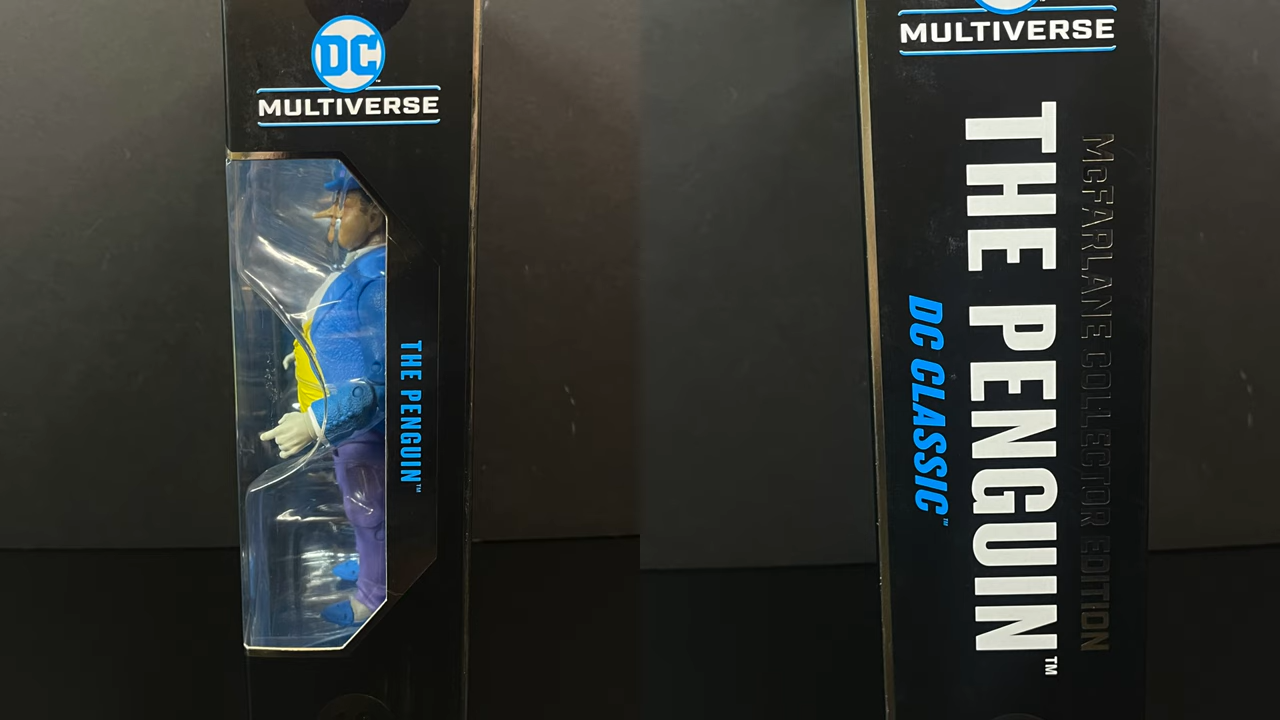 DC
MULTIVERSE
THE PENGUIN™
MULTIVERSE
McFARLANE COLLECTOR EDITION
THE PENGUIN™
DC CLASSIC™